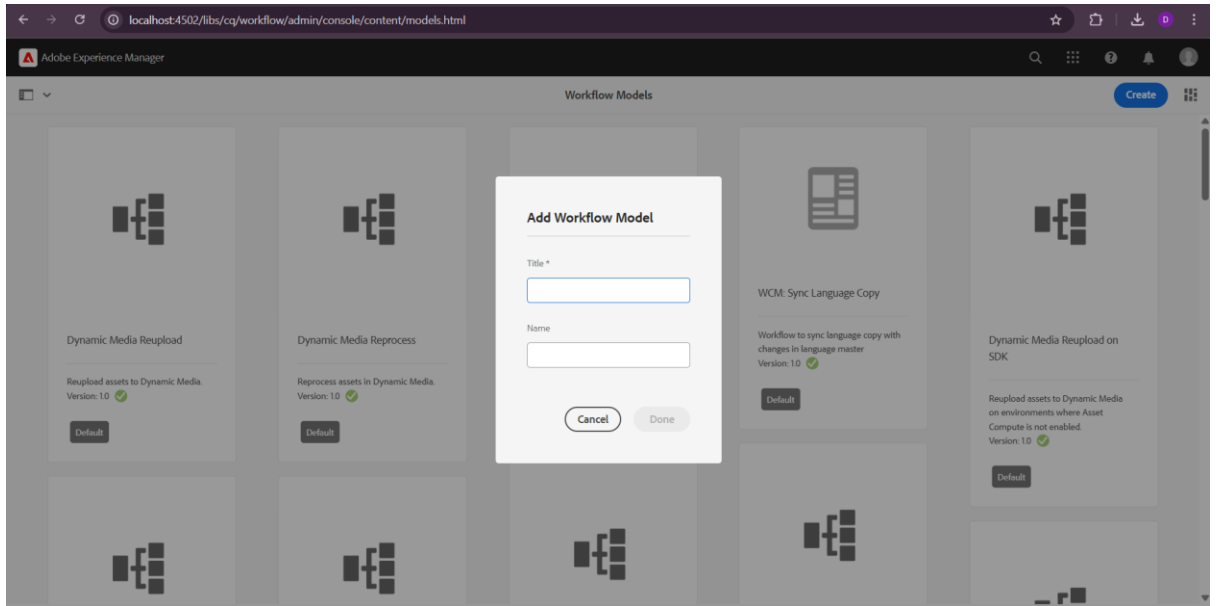 localhost:4502/libs/cq/workflow/admin/console/content/models.html
D
Adobe Experience Manager
Workflow Models
Create
Dynamic Media Reupload
Reupload assets to Dynamic Media.
Version: 1.0
Default
Dynamic Media Reprocess
Reprocess assets in Dynamic Media.
Version: 1.0
Default
Add Workflow Model
Title *
Name
Cancel
Done
WCM: Sync Language Copy
Workflow to sync language copy with
changes in language master
Version: 1.0
Default
Dynamic Media Reupload on
SDK
Reupload assets to Dynamic Media
on environments where Asset
Compute is not enabled.
Version: 1.0
Default